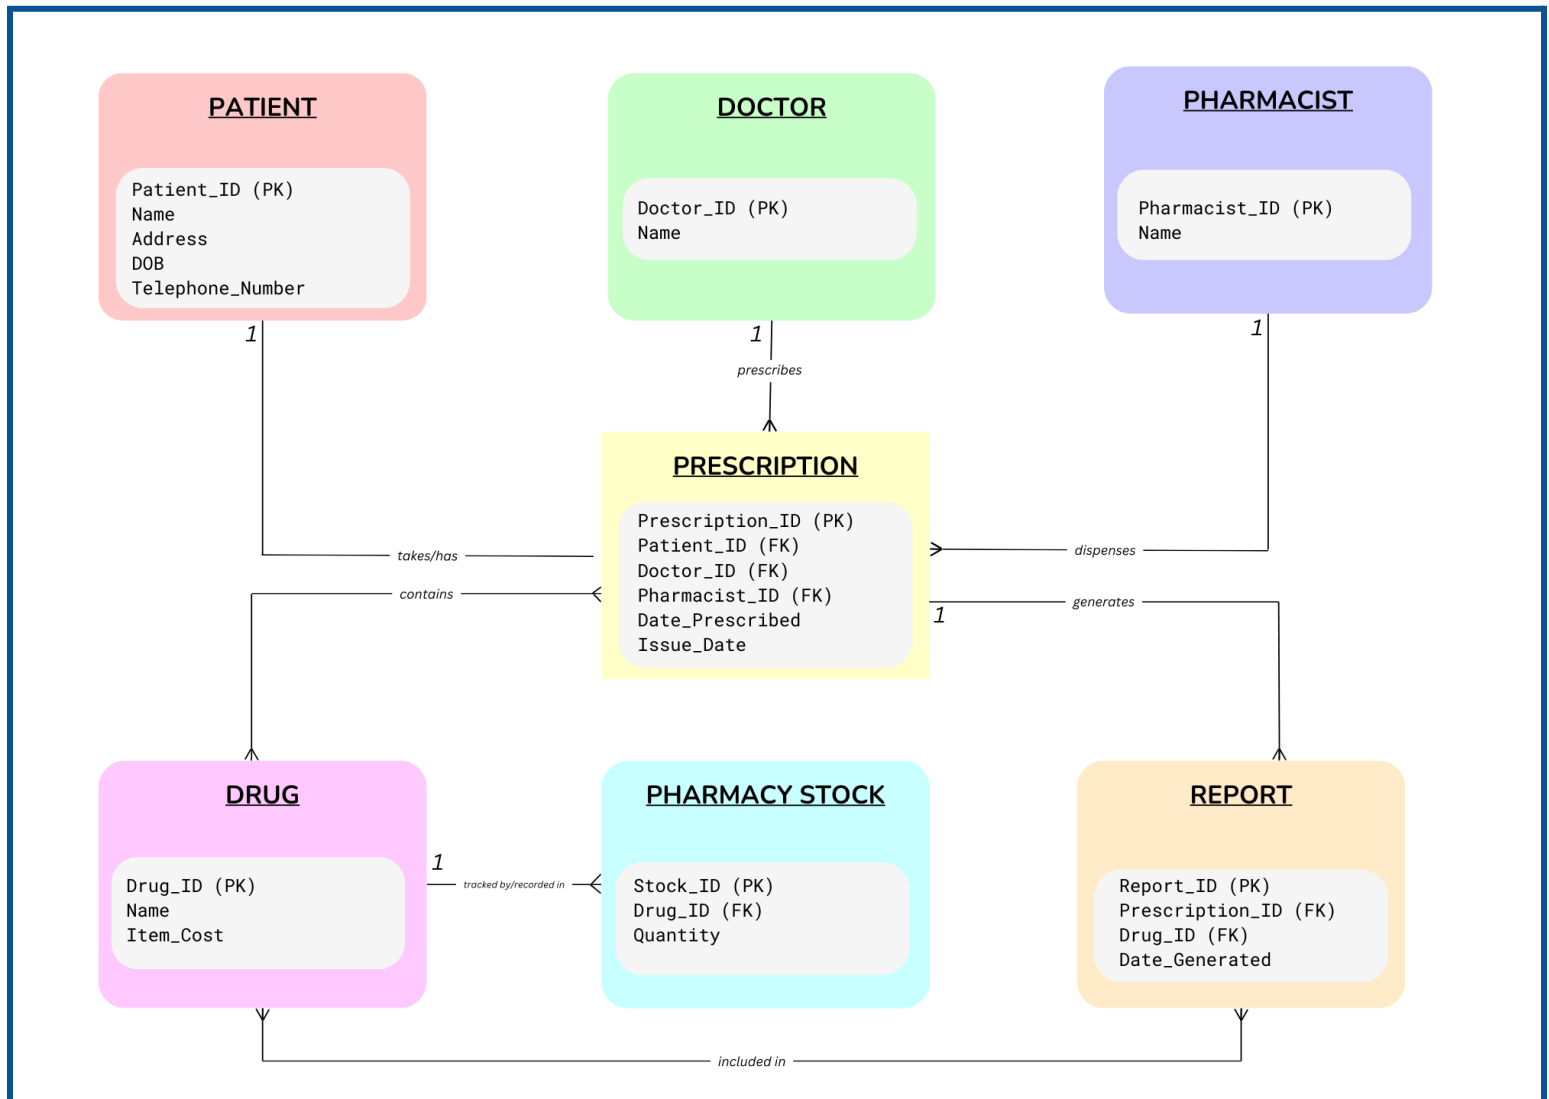 PATIENT
Patient_ID (PK)
Name
Address
DOB
Telephone_Number
DOCTOR
Doctor_ID (PK)
Name
PHARMACIST
Pharmacist_ID (PK)
Name
1
1
1
prescribes
PRESCRIPTION
Prescription_ID (PK)
Patient_ID (FK)
Doctor_ID (FK)
Pharmacist_ID (FK)
Date_Prescribed
Issue_Date
takes/has
dispenses
contains
generates
1
DRUG
Drug_ID (PK)
Name
Item_Cost
1
tracked by/recorded in
PHARMACY STOCK
Stock_ID (PK)
Drug_ID (FK)
Quantity
REPORT
Report_ID (PK)
Prescription_ID (FK)
Drug_ID (FK)
Date_Generated
included in